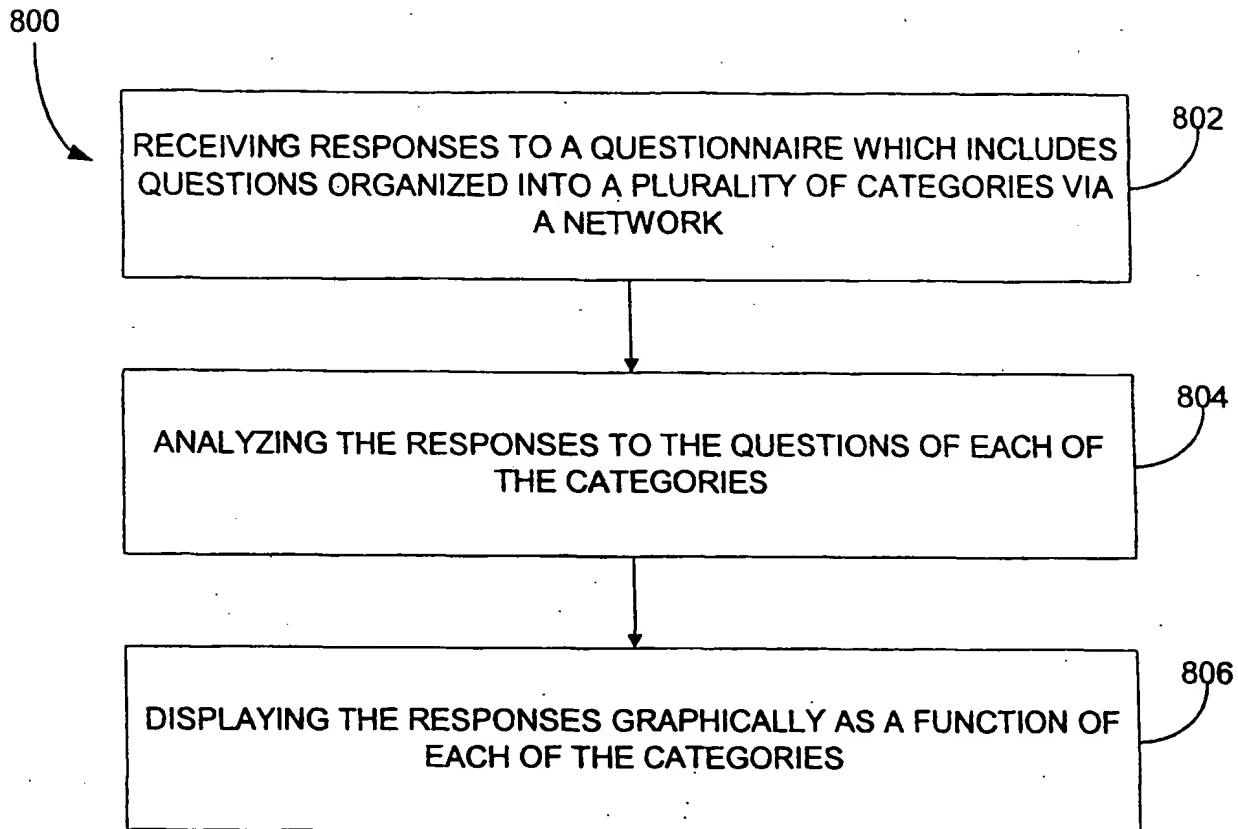 800
802
RECEIVING RESPONSES TO A QUESTIONNAIRE WHICH INCLUDES
QUESTIONS ORGANIZED INTO A PLURALITY OF CATEGORIES VIA
A NETWORK
804
ANALYZING THE RESPONSES TO THE QUESTIONS OF EACH OF
THE CATEGORIES
806
DISPLAYING THE RESPONSES GRAPHICALLY AS A FUNCTION OF
EACH OF THE CATEGORIES